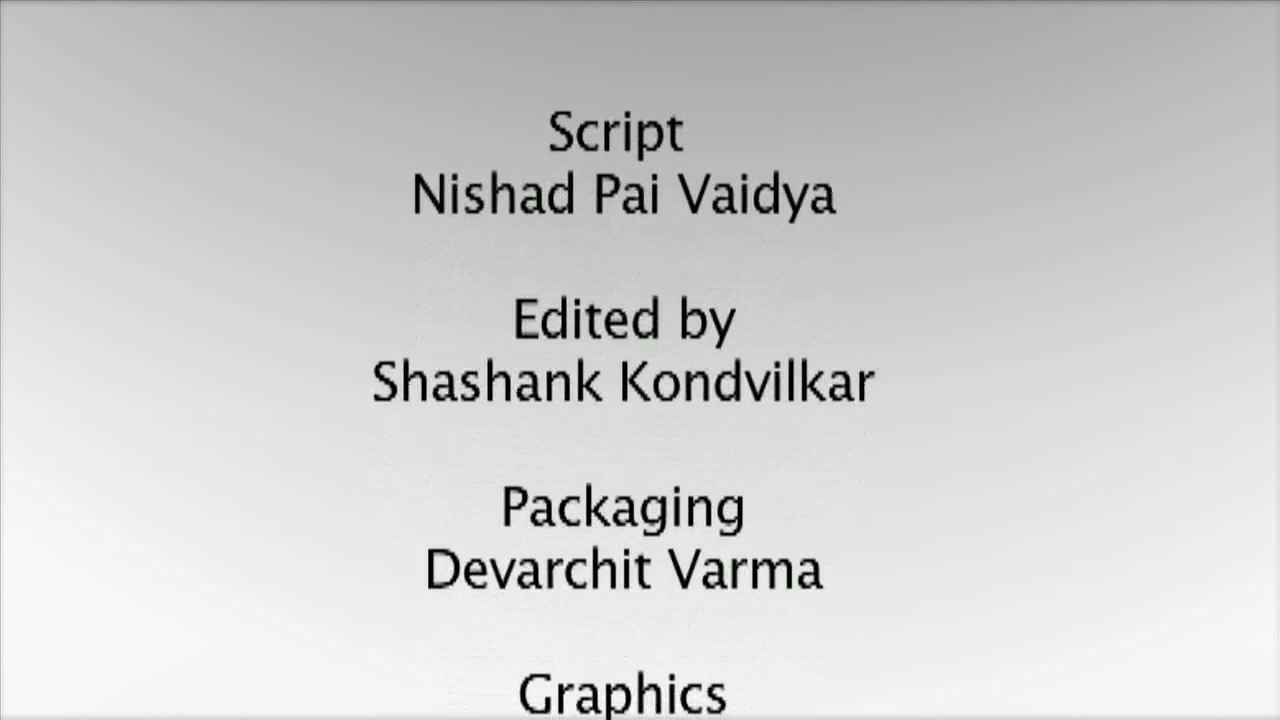 Script
Nishad Pai Vaidya
Edited by
Shashank Kondvilkar
Packaging
Devarchit Varma
Graphics